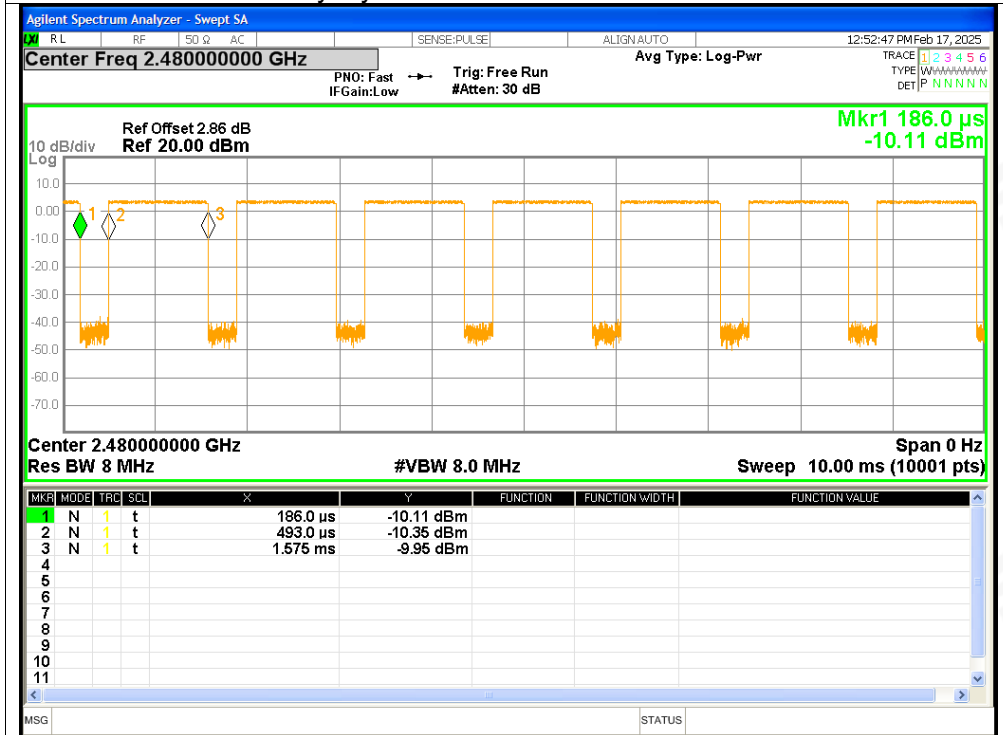 Agilent Spectrum Analyzer - Swept SA
LXI RL RF 50 Ω AC SENSE:PULSE ALIGN AUTO 12:52:47 PM Feb 17, 2025
Center Freq 2.480000000 GHz Avg Type: Log-Pwr TRACE 1 2 3 4 5 6
PNO: Fast Trig: Free Run TYPE W
IFGain:Low #Atten: 30 dB DET P N N N N N
Mkr1 186.0 µs
Ref Offset 2.86 dB
10 dB/div Ref 20.00 dBm -10.11 dBm
Log
10.0
0.00
1 2 3
-10.0
-20.0
-30.0
-40.0
-50.0
-60.0
-70.0
Center 2.480000000 GHz Span 0 Hz
Res BW 8 MHz #VBW 8.0 MHz Sweep 10.00 ms (10001 pts)
MKR MODE TRC SCL X Y FUNCTION FUNCTION WIDTH FUNCTION VALUE
1 N 1 t 186.0 µs -10.11 dBm
2 N 1 t 493.0 µs -10.35 dBm
3 N 1 t 1.575 ms -9.95 dBm
4
5
6
7
8
9
10
11
MSG STATUS